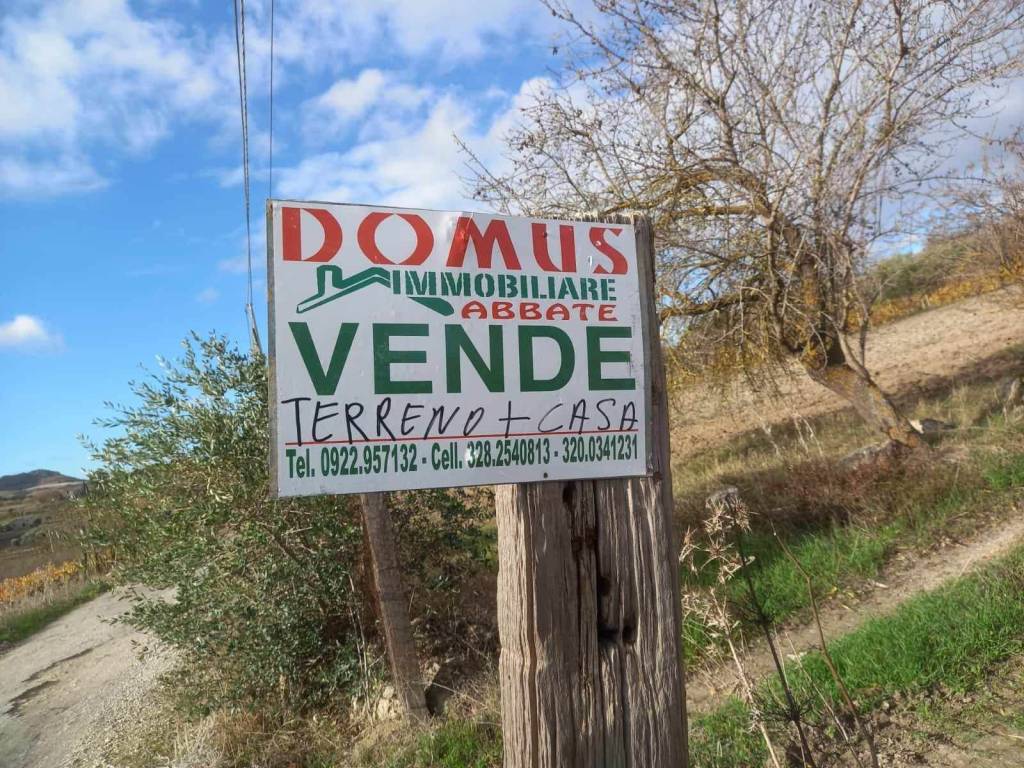 DOMUS
IMMOBILIARE
ABBATE
VENDE
TERRENO + CASA
Tel. 0922.957132 - Cell. 328.2540813 - 320.0341231